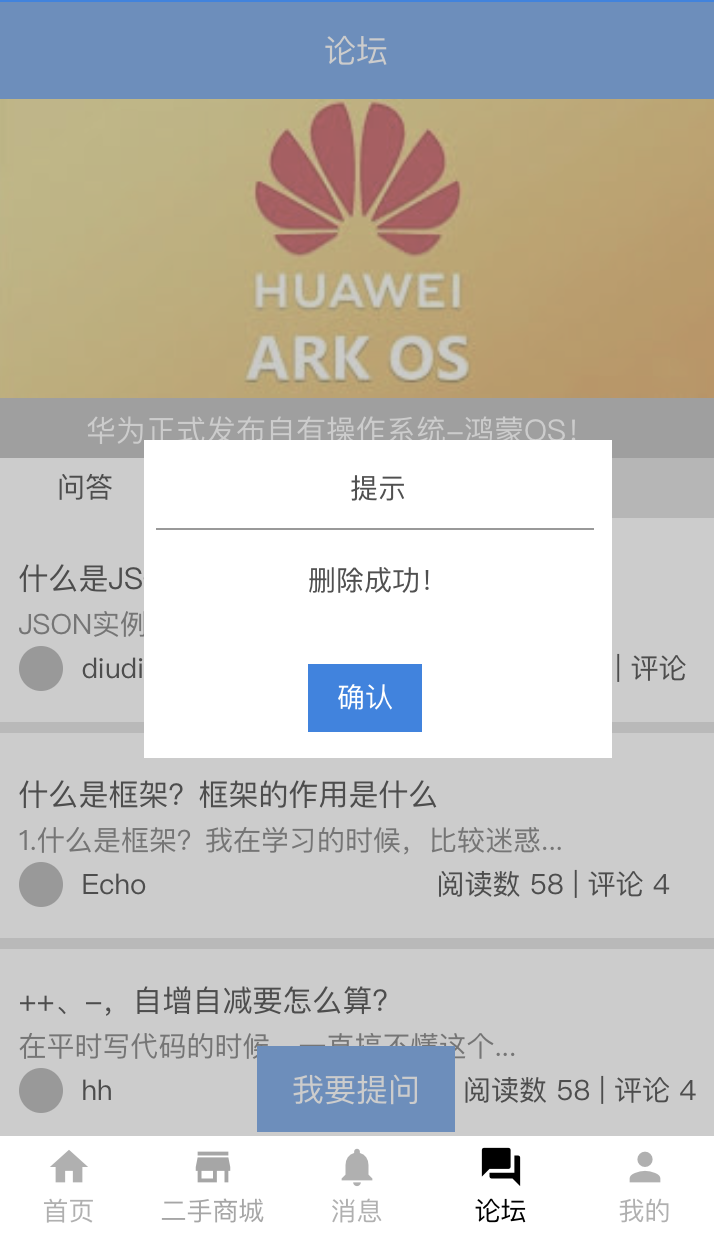 论坛
HUAWEI
ARK OS
华为正式发布自有操作系统-鸿蒙OS!
问答
提示
什么是JS
删除成功!
JSON实例
diudi
| 评论
确认
什么是框架？框架的作用是什么
1.什么是框架？我在学习的时候，比较迷惑...
Echo 阅读数 58 | 评论 4
++、-，自增自减要怎么算？
在平时写代码的时候，一直搞不懂这个...
hh 阅读数 58 | 评论 4
我要提问
首页 二手商城 消息 论坛 我的